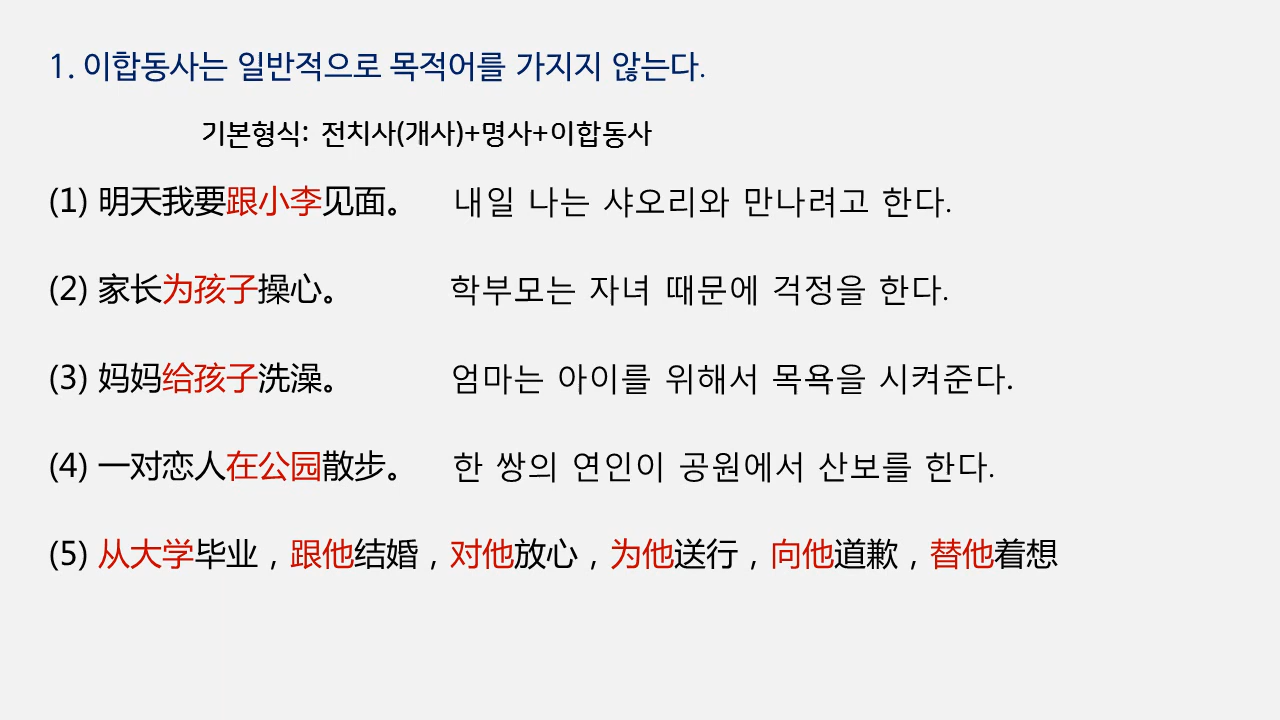 1. 이합동사는 일반적으로 목적어를 가지지 않는다.
기본형식: 전치사(개사)+명사+이합동사
(1) 明天我要跟小李见面。 내일 나는 샤오리와 만나려고 한다.
(2) 家长为孩子操心。 학부모는 자녀 때문에 걱정을 한다.
(3) 妈妈给孩子洗澡。 엄마는 아이를 위해서 목욕을 시켜준다.
(4) 一对恋人在公园散步。 한 쌍의 연인이 공원에서 산보를 한다.
(5) 从大学毕业，跟他结婚，对他放心，为他送行，向他道歉，替他着想